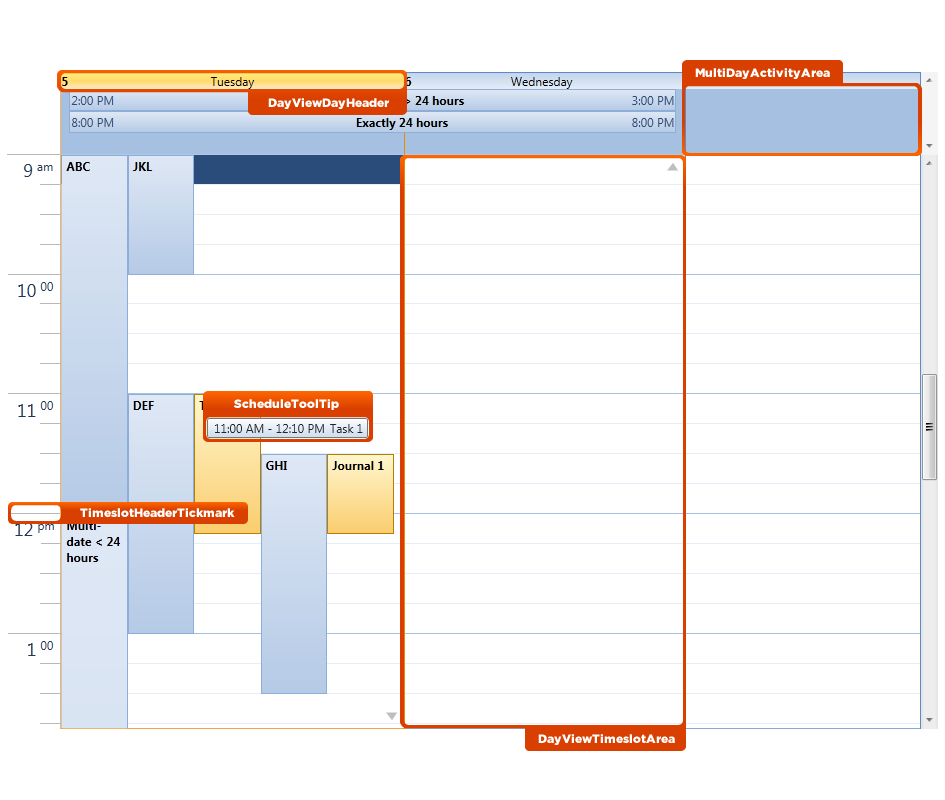 MultiDayActivityArea
5 Tuesday 6 Wednesday
DayViewDayHeader
2:00 PM > 24 hours 3:00 PM
8:00 PM Exactly 24 hours 8:00 PM
9 am
ABC
JKL
10 00
11 00
DEF
T
ScheduleToolTip
11:00 AM - 12:10 PM Task 1
GHI
Journal 1
TimeslotHeaderTickmark
12 pm
Multi-
date < 24
hours
1 00
DayViewTimeslotArea